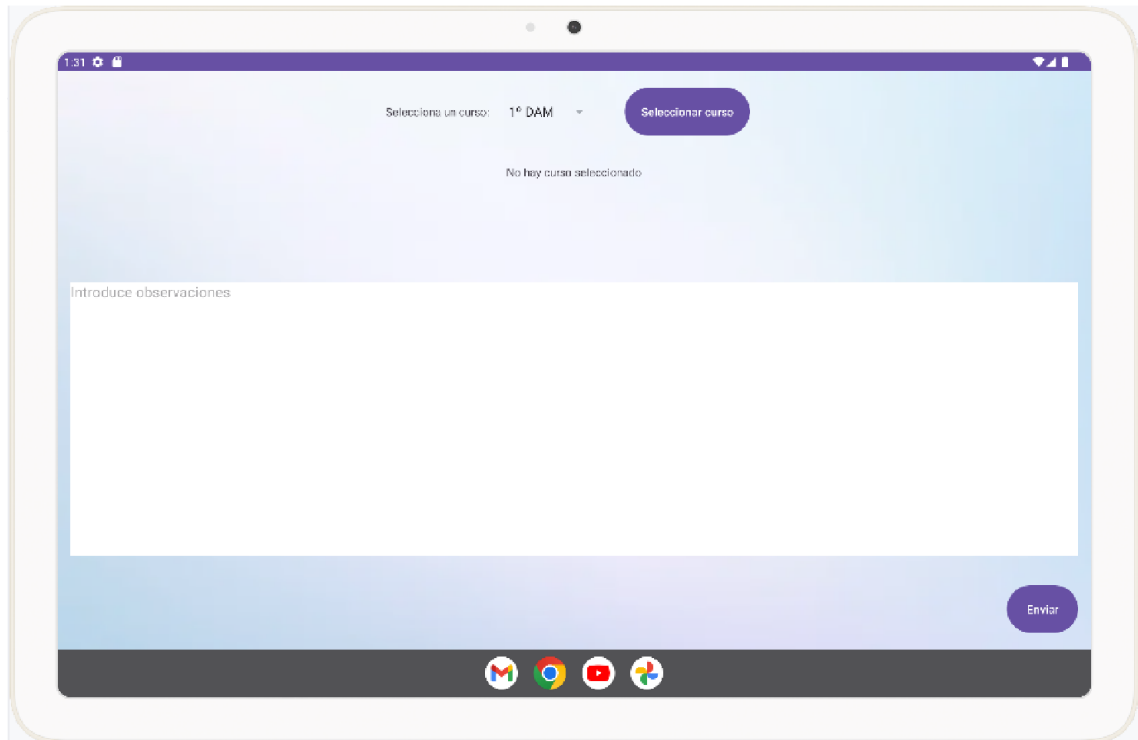 1:31
Selecciona un curso: 1º DAM Seleccionar curso
No hay curso seleccionado
Introduce observaciones
Enviar